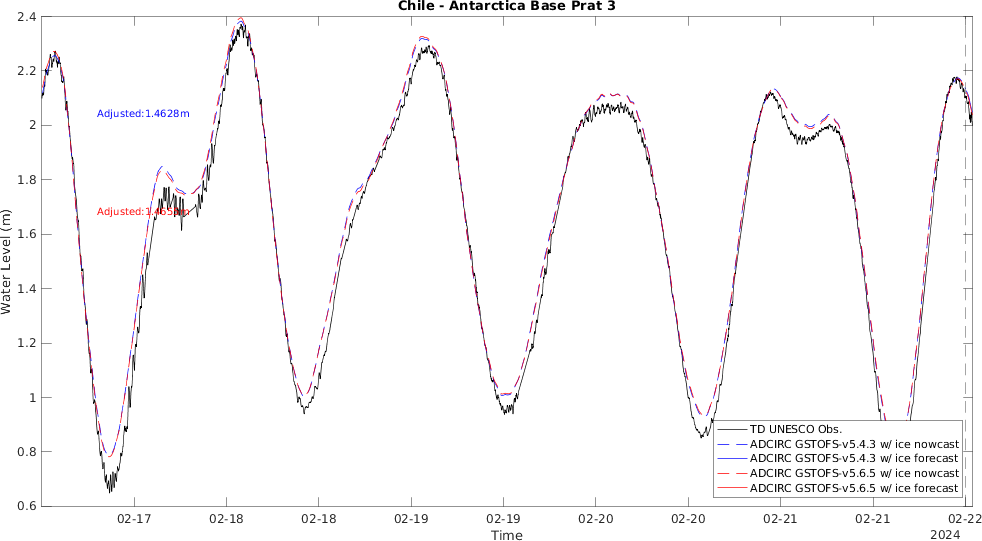 Chile - Antarctica Base Prat 3
2.4
2.2
2
1.8
1.6
1.4
1.2
1
0.8
0.6
Water Level (m)
Adjusted:1.4628m
TD UNESCO Obs.
ADCIRC GSTOFS-v5.4.3 w/ ice nowcast
ADCIRC GSTOFS-v5.4.3 w/ ice forecast
ADCIRC GSTOFS-v5.6.5 w/ ice nowcast
ADCIRC GSTOFS-v5.6.5 w/ ice forecast
02-17 02-18 02-18 02-19 02-19 02-20 02-20 02-21 02-21 02-22
Time
2024